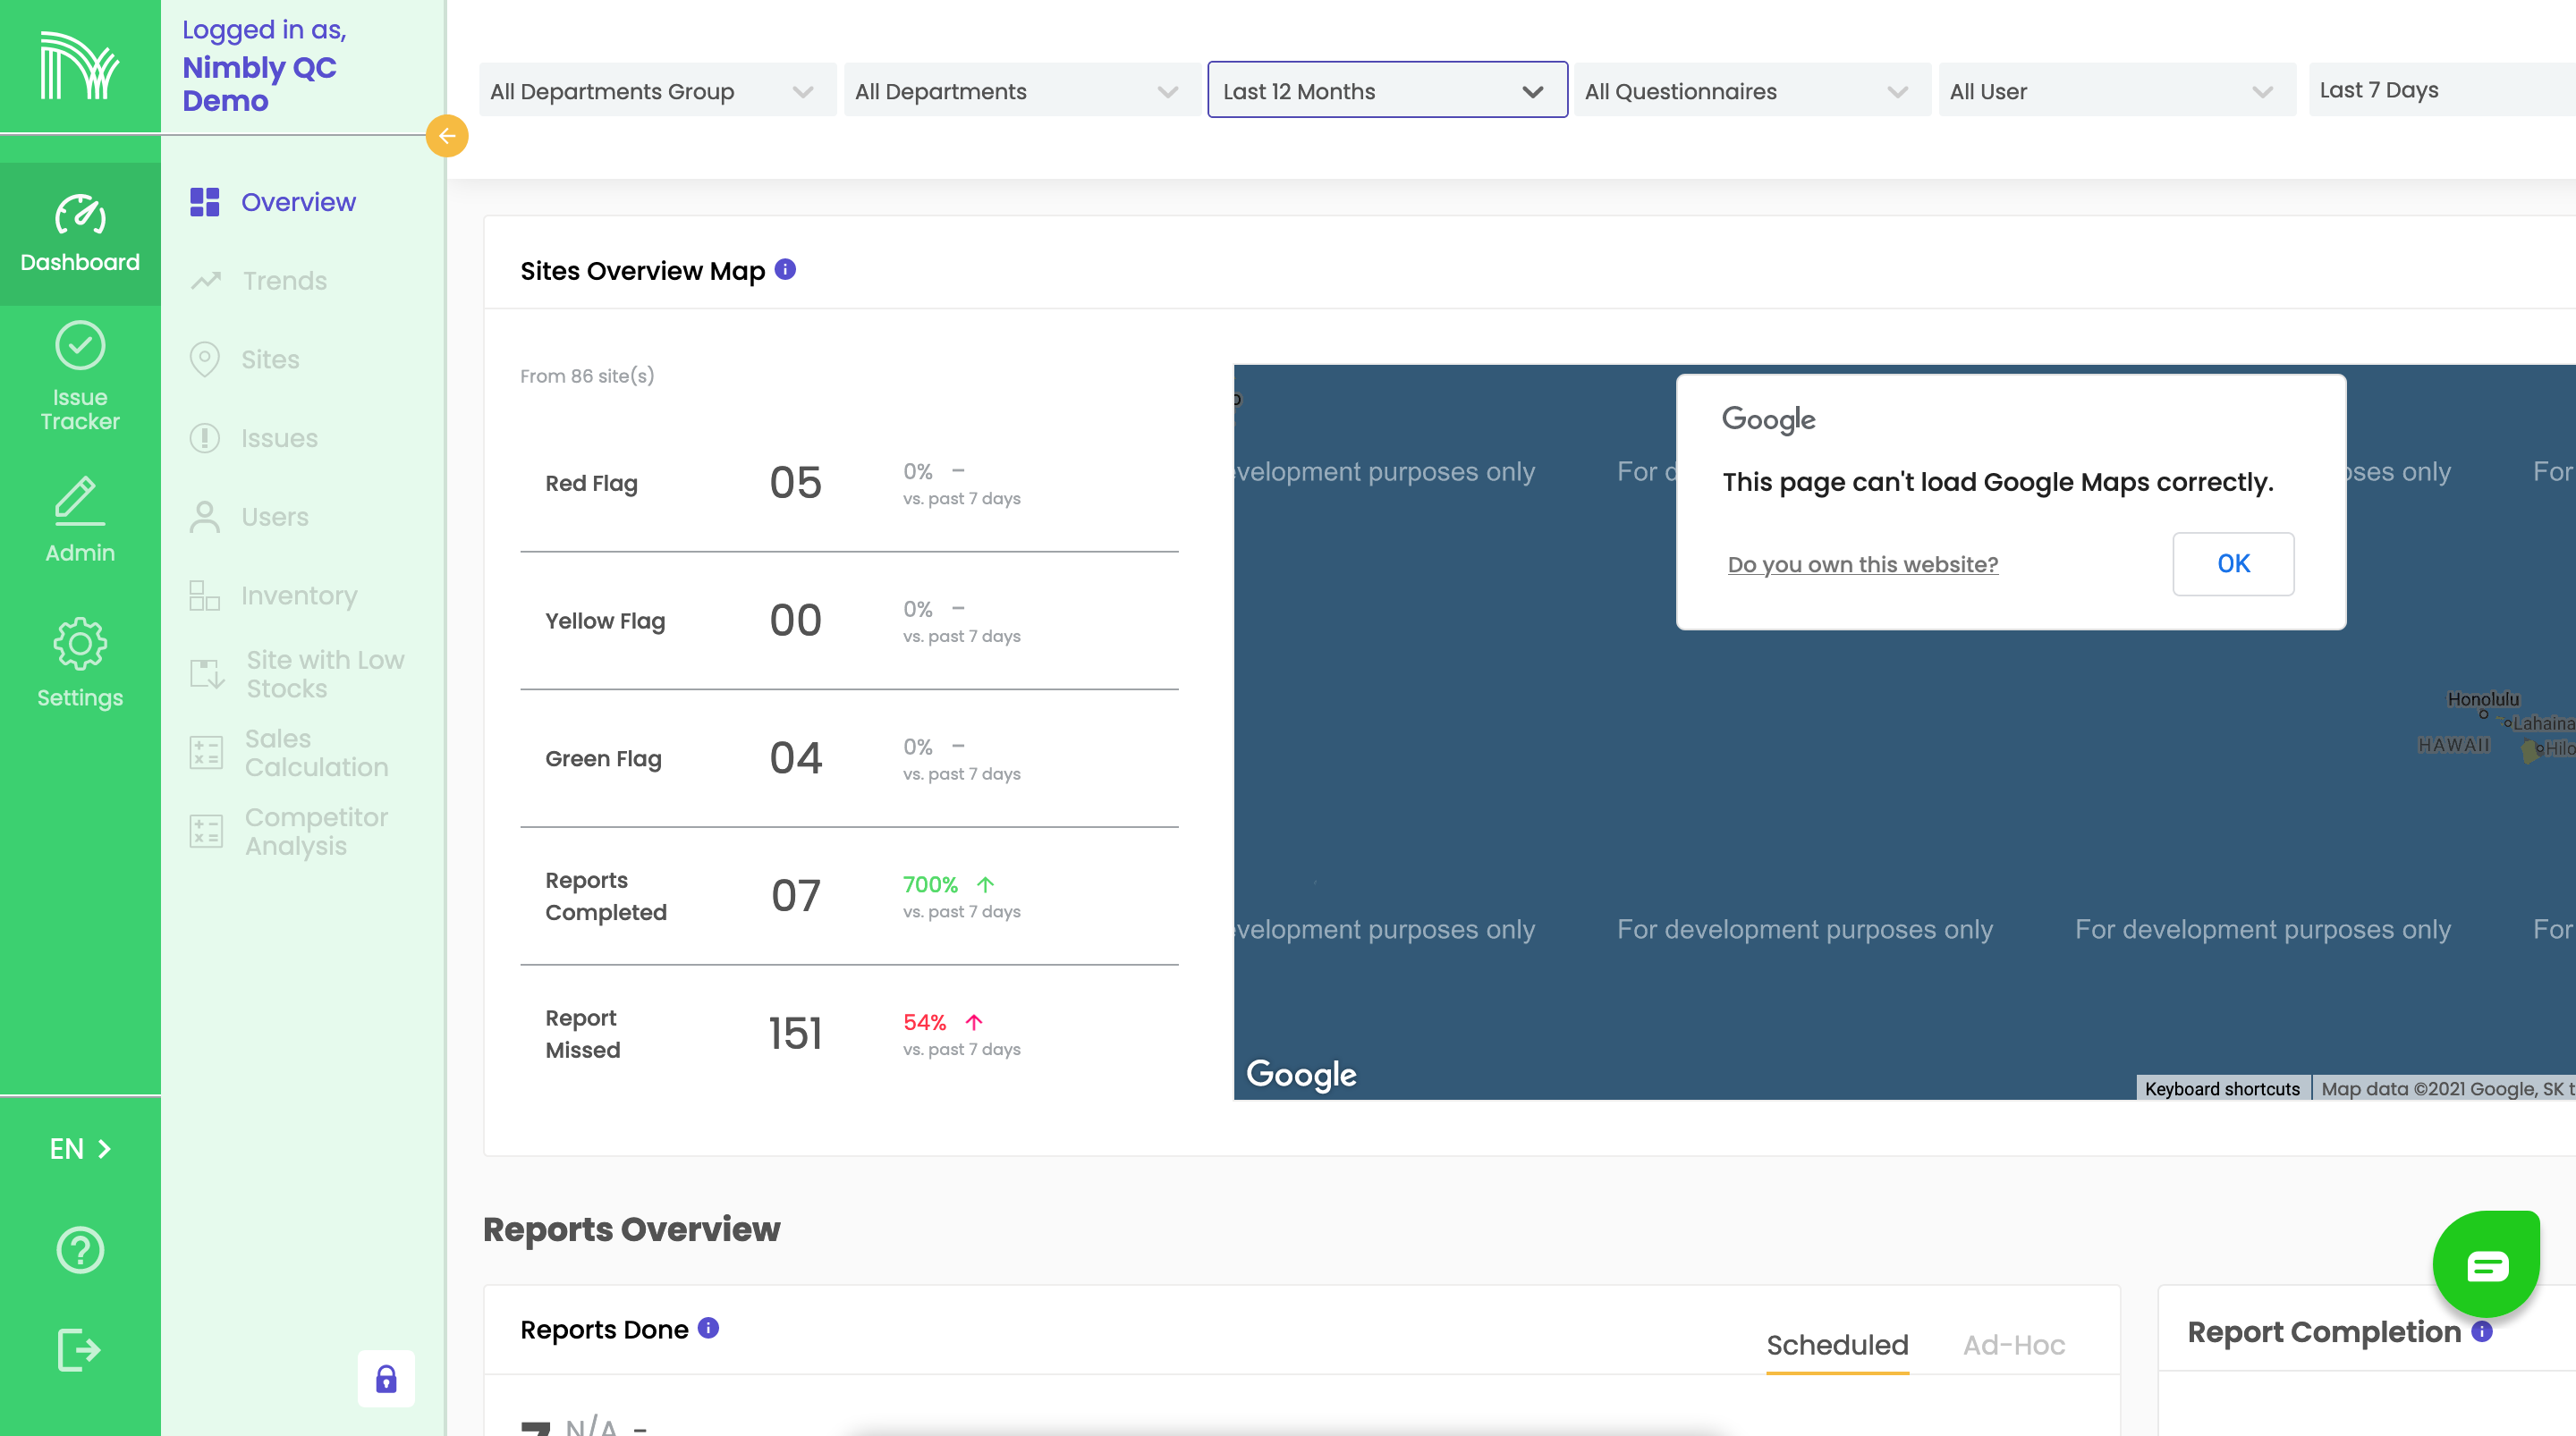 Logged in as,
Nimbly QC
Demo
Dashboard
Issue
Tracker
Admin
Settings
EN
Overview
Trends
Sites
Issues
Users
Inventory
Site with Low
Stocks
Sales
Calculation
Competitor
Analysis
All Departments Group
All Departments
Last 12 Months
All Questionnaires
All User
Last 7 Days
Sites Overview Map
From 86 site(s)
Red Flag
05
0% –
vs. past 7 days
Yellow Flag
00
0% –
vs. past 7 days
Green Flag
04
0% –
vs. past 7 days
Reports
Completed
07
700%
vs. past 7 days
Report
Missed
151
54%
vs. past 7 days
Google
This page can't load Google Maps correctly.
Do you own this website?
OK
velopment purposes only
For d
oses only
For
Honolulu
Lahaina
HAWAII
Hilo
velopment purposes only
For development purposes only
For development purposes only
For
Google
Keyboard shortcuts
Map data ©2021 Google, SK t
Reports Overview
Reports Done
Scheduled
Ad-Hoc
7 N/A –
Report Completion